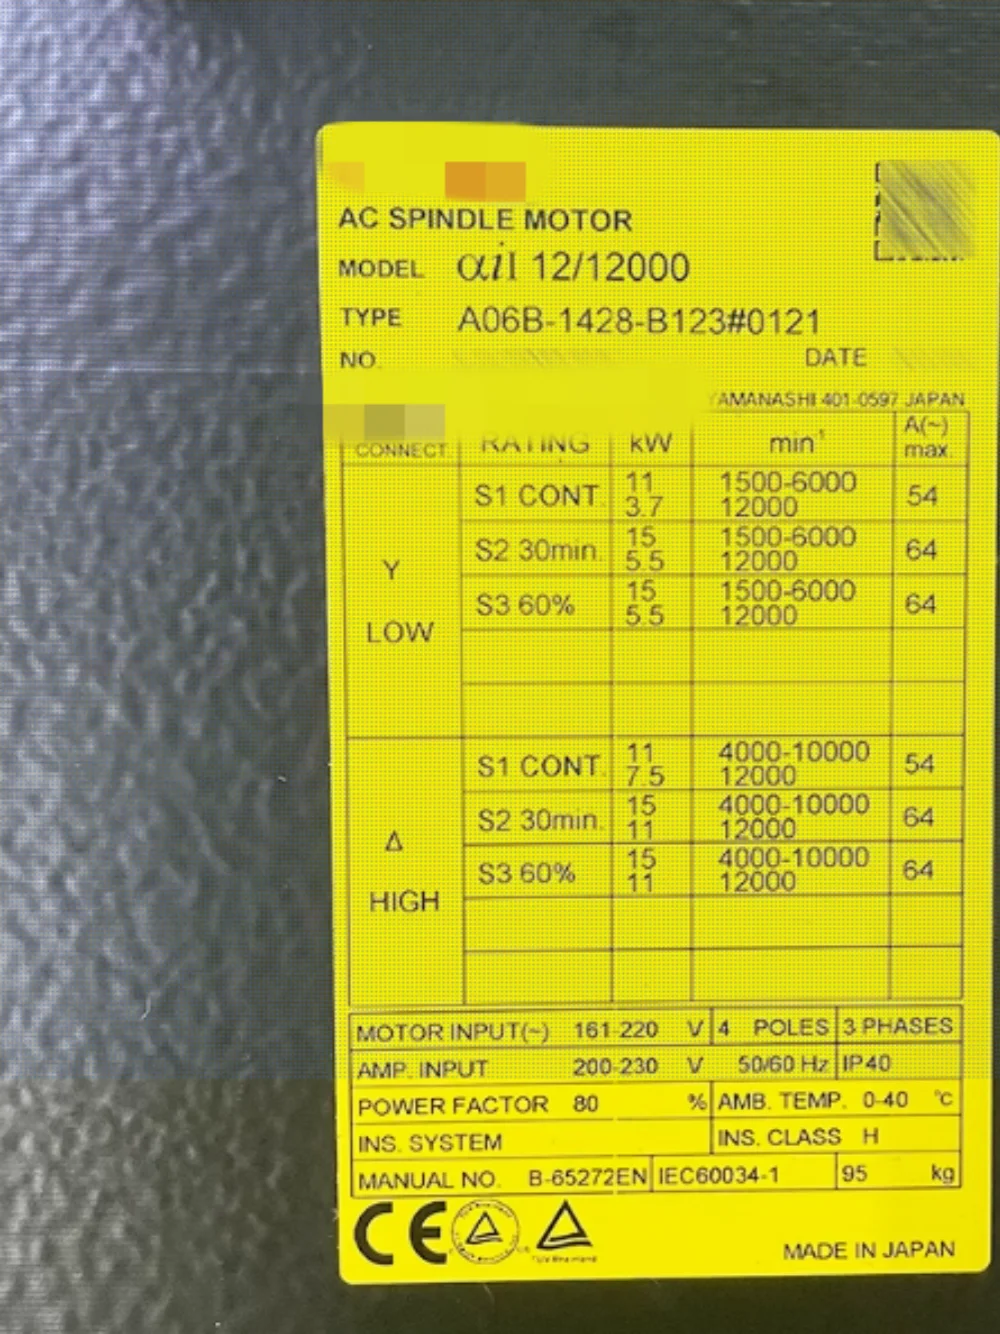 AC SPINDLE MOTOR
MODEL αiI 12/12000
TYPE A06B-1428-B123#0121
NO. DATE
YAMANASHI 401-0597 JAPAN
CONNECT. RATING kW min⁻¹ A(~) max.
Y LOW
S1 CONT. 11 1500-6000 54
3.7 12000
S2 30min. 15 1500-6000 64
5.5 12000
S3 60% 15 1500-6000 64
5.5 12000
Δ HIGH
S1 CONT. 11 4000-10000 54
7.5 12000
S2 30min. 15 4000-10000 64
11 12000
S3 60% 15 4000-10000 64
11 12000
MOTOR INPUT(~) 161-220 V 4 POLES 3 PHASES
AMP. INPUT 200-230 V 50/60 Hz IP40
POWER FACTOR 80 % AMB. TEMP. 0-40 °C
INS. SYSTEM INS. CLASS H
MANUAL NO. B-65272EN IEC60034-1 95 kg
CE TÜV Rheinland
MADE IN JAPAN